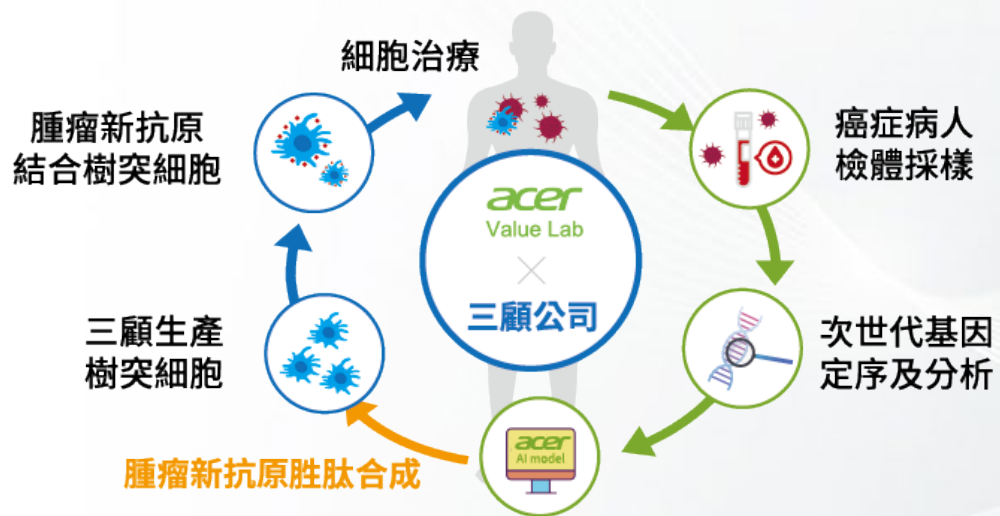 細胞治療
腫瘤新抗原
結合樹突細胞
癌症病人
檢體採樣
acer
Value Lab
×
三顧公司
三顧生產
樹突細胞
次世代基因
定序及分析
腫瘤新抗原胜肽合成
acer
AI model